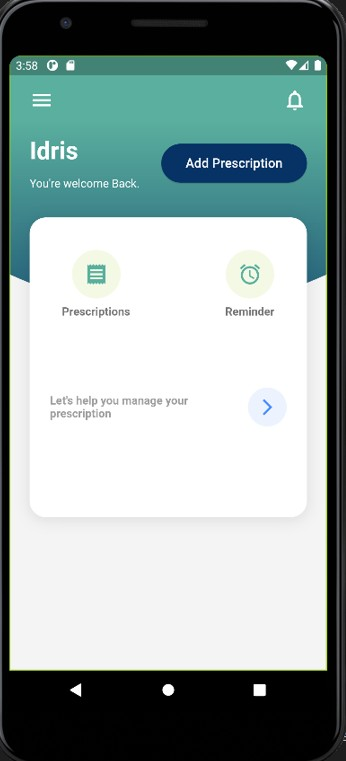 3:58
Idris
You're welcome Back.
Add Prescription
Prescriptions
Reminder
Let's help you manage your
prescription